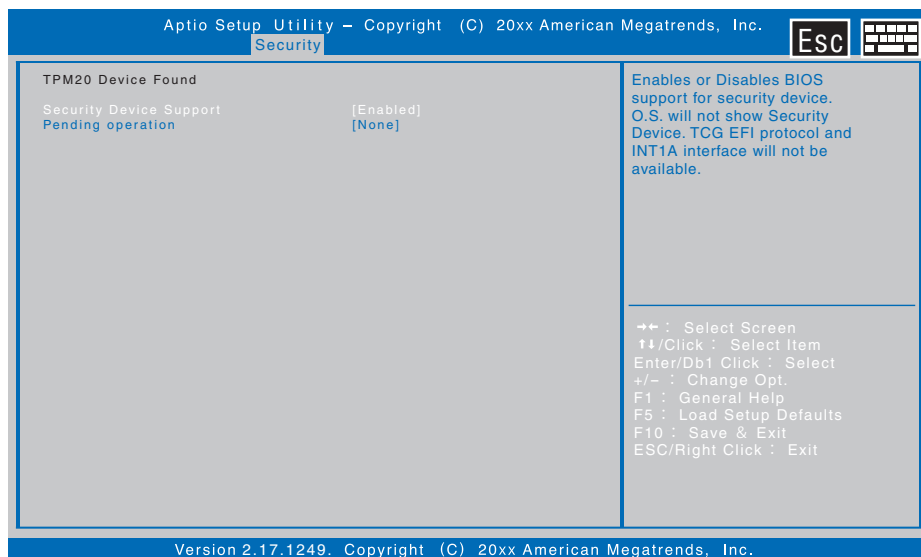 Aptio Setup Utility – Copyright (C) 20xx American Megatrends, Inc.
Security
Esc
TPM20 Device Found
Security Device Support [Enabled]
Pending operation [None]
Enables or Disables BIOS
support for security device.
O.S. will not show Security
Device. TCG EFI protocol and
INT1A interface will not be
available.
→←： Select Screen
↑↓/Click： Select Item
Enter/Db1 Click： Select
+/−： Change Opt.
F1： General Help
F5： Load Setup Defaults
F10： Save & Exit
ESC/Right Click： Exit
Version 2.17.1249. Copyright (C) 20xx American Megatrends, Inc.